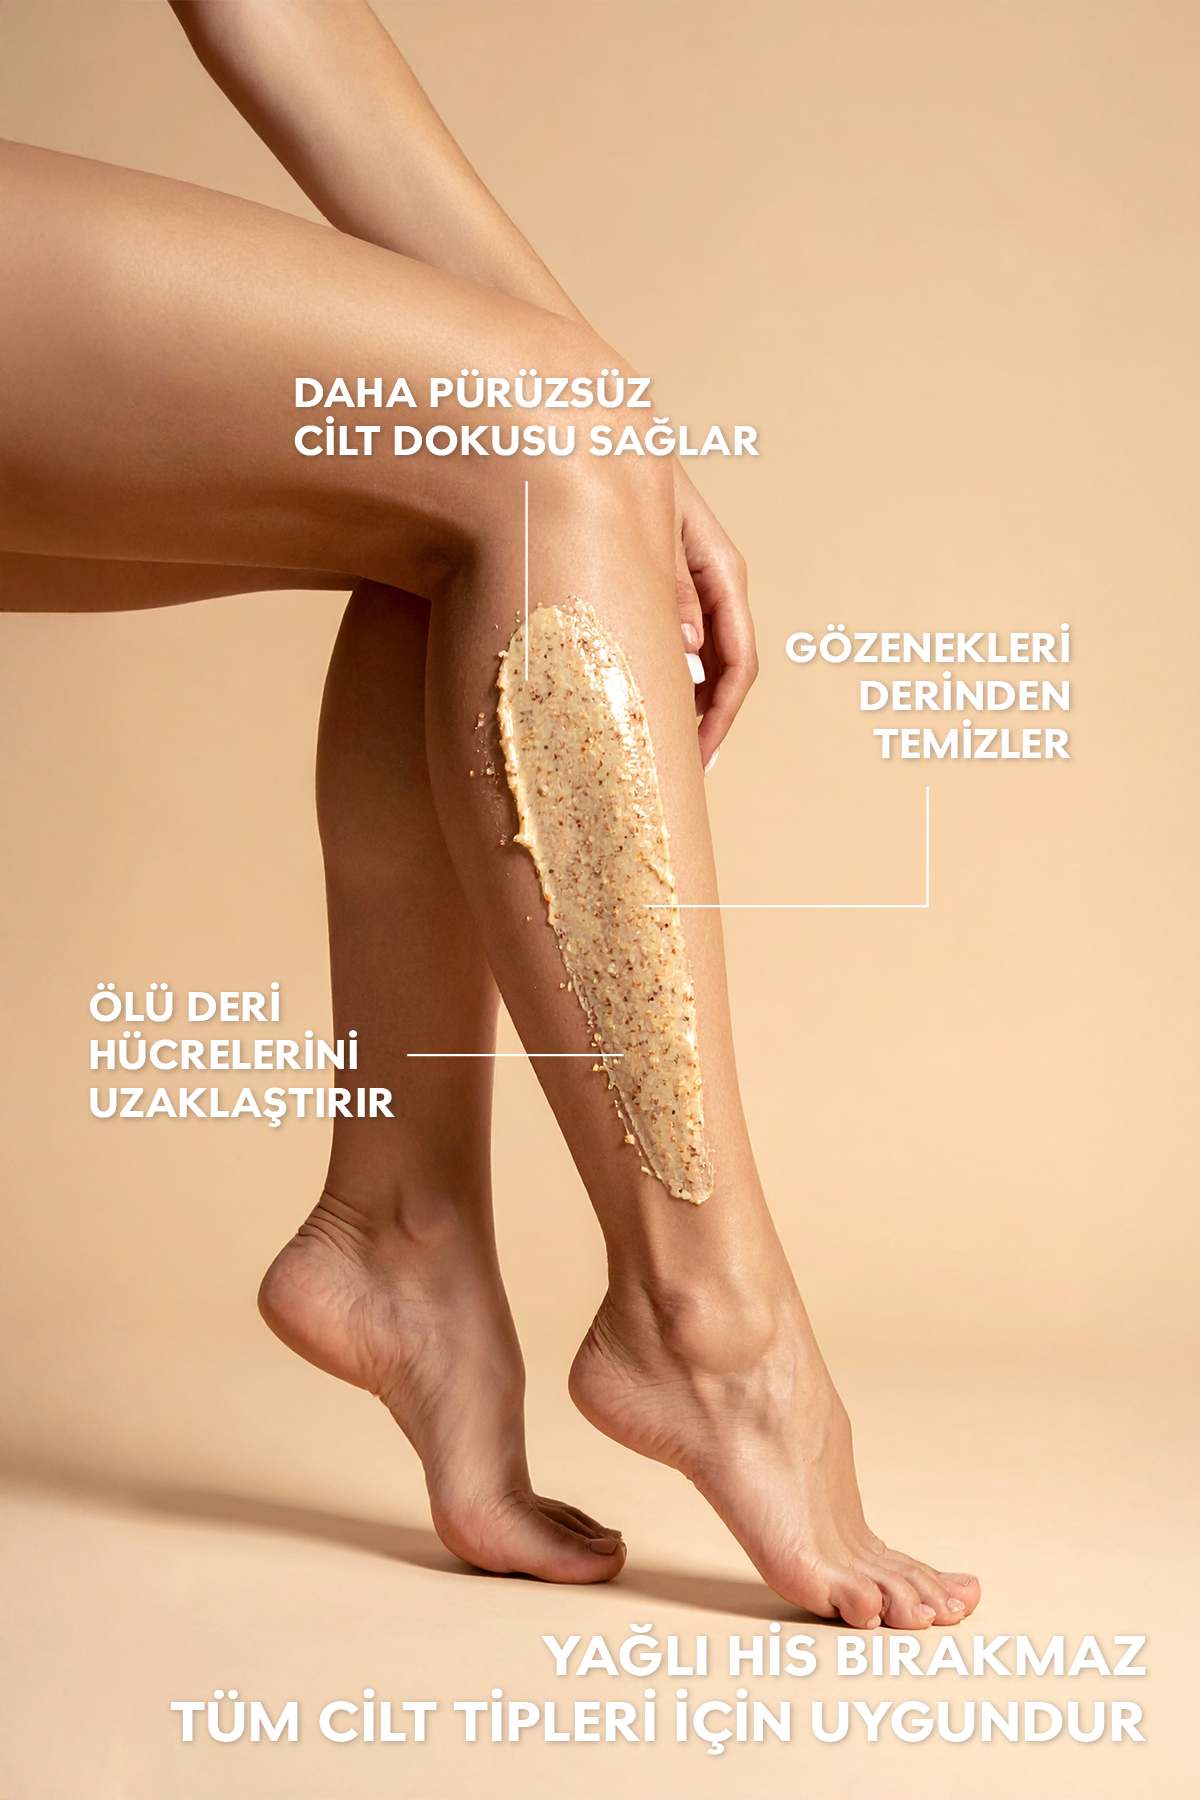 DAHA PÜRÜZSÜZ
CİLT DOKUSU SAĞLAR
GÖZENEKLERİ
DERİNDEN
TEMİZLER
ÖLÜ DERİ
HÜCRELERİNİ
UZAKLAŞTIRIR
YAĞLI HİS BIRAKMAZ
TÜM CİLT TİPLERİ İÇİN UYGUNDUR